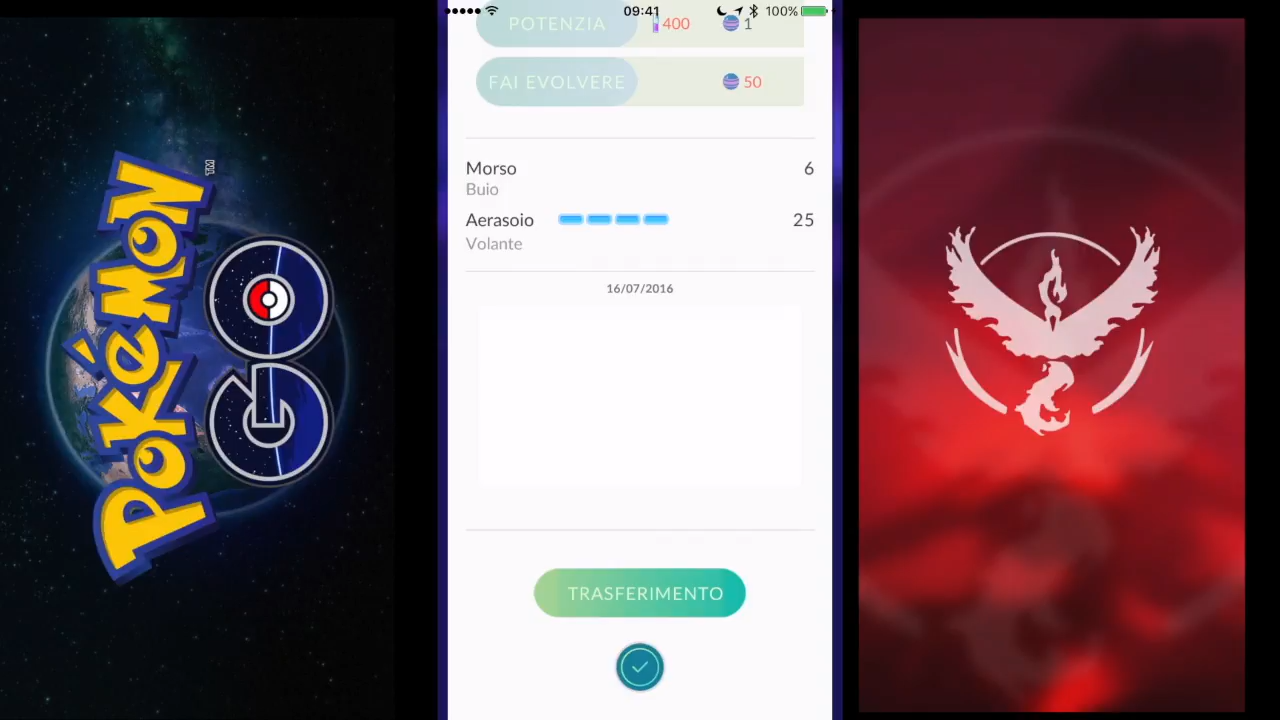 POKéMON™
GO
09:41 100%
POTENZIA 400 1
FAI EVOLVERE 50
Morso 6
Buio
Aerasoio 25
Volante
16/07/2016
TRASFERIMENTO